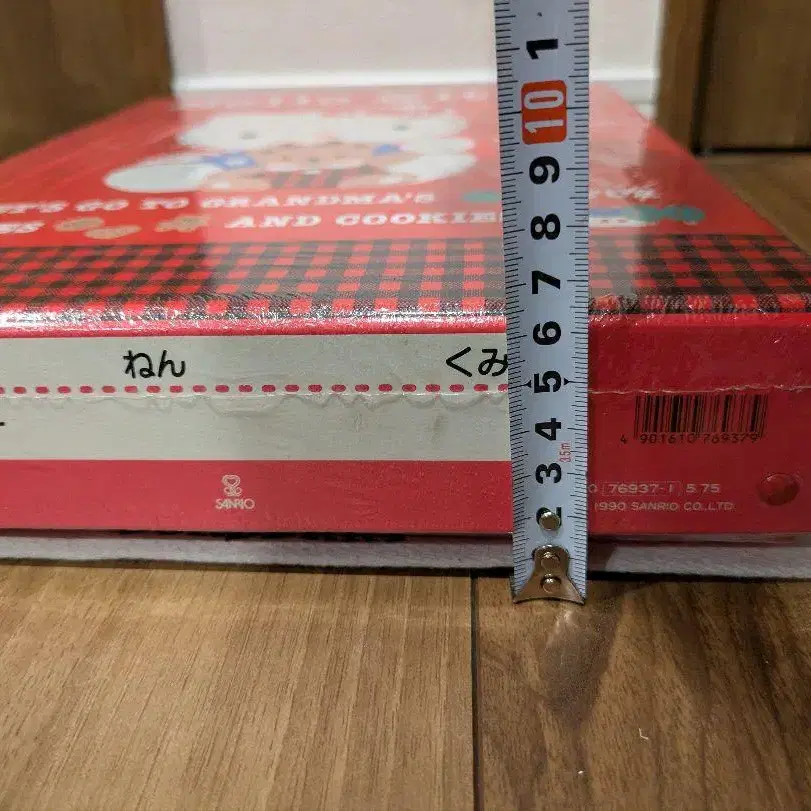 GO TO GRANDMA'S
AND COOKIE
ねん
くみ
4 901610 769379
SANRIO
76937-1 5.75
1990 SANRIO CO.,LTD.
1
10
9
8
7
6
5
4
3
3.5m
2